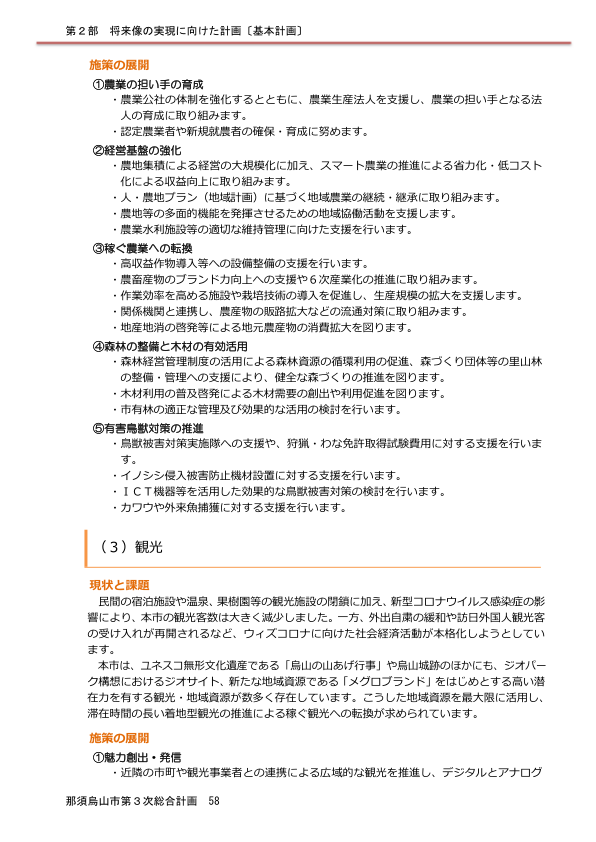 第２部　将来像の実現に向けた計画〔基本計画〕
施策の展開
①農業の担い手の育成
・農業公社の体制を強化するとともに、農業生産法人を支援し、農業の担い手となる法
人の育成に取り組みます。
・認定農業者や新規就農者の確保・育成に努めます。
②経営基盤の強化
・農地集積による経営の大規模化に加え、スマート農業の推進による省力化・低コスト
化による収益向上に取り組みます。
・人・農地プラン（地域計画）に基づく地域農業の継続・継承に取り組みます。
・農地等の多面的機能を発揮させるための地域協働活動を支援します。
・農業水利施設等の適切な維持管理に向けた支援を行います。
③稼ぐ農業への転換
・高収益作物導入等への設備整備の支援を行います。
・農畜産物のブランド力向上への支援や６次産業化の推進に取り組みます。
・作業効率を高める施設や栽培技術の導入を促進し、生産規模の拡大を支援します。
・関係機関と連携し、農産物の販路拡大などの流通対策に取り組みます。
・地産地消の啓発等による地元農産物の消費拡大を図ります。
④森林の整備と木材の有効活用
・森林経営管理制度の活用による森林資源の循環利用の促進、森づくり団体等の里山林
の整備・管理への支援により、健全な森づくりの推進を図ります。
・木材利用の普及啓発による木材需要の創出や利用促進を図ります。
・市有林の適正な管理及び効果的な活用の検討を行います。
⑤有害鳥獣対策の推進
・鳥獣被害対策実施隊への支援や、狩猟・わな免許取得試験費用に対する支援を行いま
す。
・イノシシ侵入被害防止機材設置に対する支援を行います。
・ＩＣＴ機器等を活用した効果的な鳥獣被害対策の検討を行います。
・カワウや外来魚捕獲に対する支援を行います。
（３）観光
現状と課題
民間の宿泊施設や温泉、果樹園等の観光施設の閉鎖に加え、新型コロナウイルス感染症の影
響により、本市の観光客数は大きく減少しました。一方、外出自粛の緩和や訪日外国人観光客
の受け入れが再開されるなど、ウィズコロナに向けた社会経済活動が本格化しようとしてい
ます。
本市は、ユネスコ無形文化遺産である「烏山の山あげ行事」や烏山城跡のほかにも、ジオパー
ク構想におけるジオサイト、新たな地域資源である「メグロブランド」をはじめとする高い潜
在力を有する観光・地域資源が数多く存在しています。こうした地域資源を最大限に活用し、
滞在時間の長い着地型観光の推進による稼ぐ観光への転換が求められています。
施策の展開
①魅力創出・発信
・近隣の市町や観光事業者との連携による広域的な観光を推進し、デジタルとアナログ
那須烏山市第３次総合計画　58